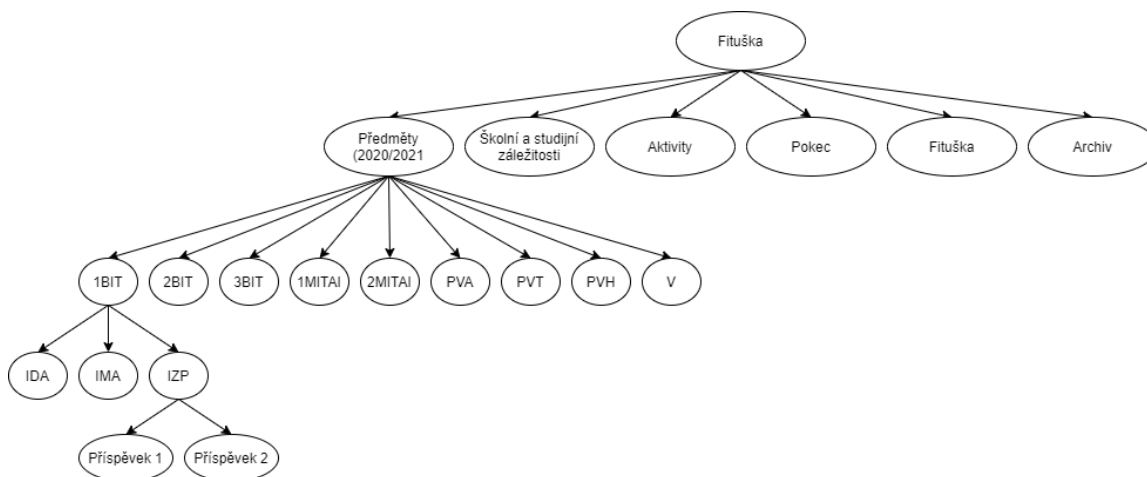 Fituška
Předměty
(2020/2021
Školní a studijní
záležitosti
Aktivity
Pokec
Fituška
Archiv
1BIT
2BIT
3BIT
1MITAI
2MITAI
PVA
PVT
PVH
V
IDA
IMA
IZP
Příspěvek 1
Příspěvek 2